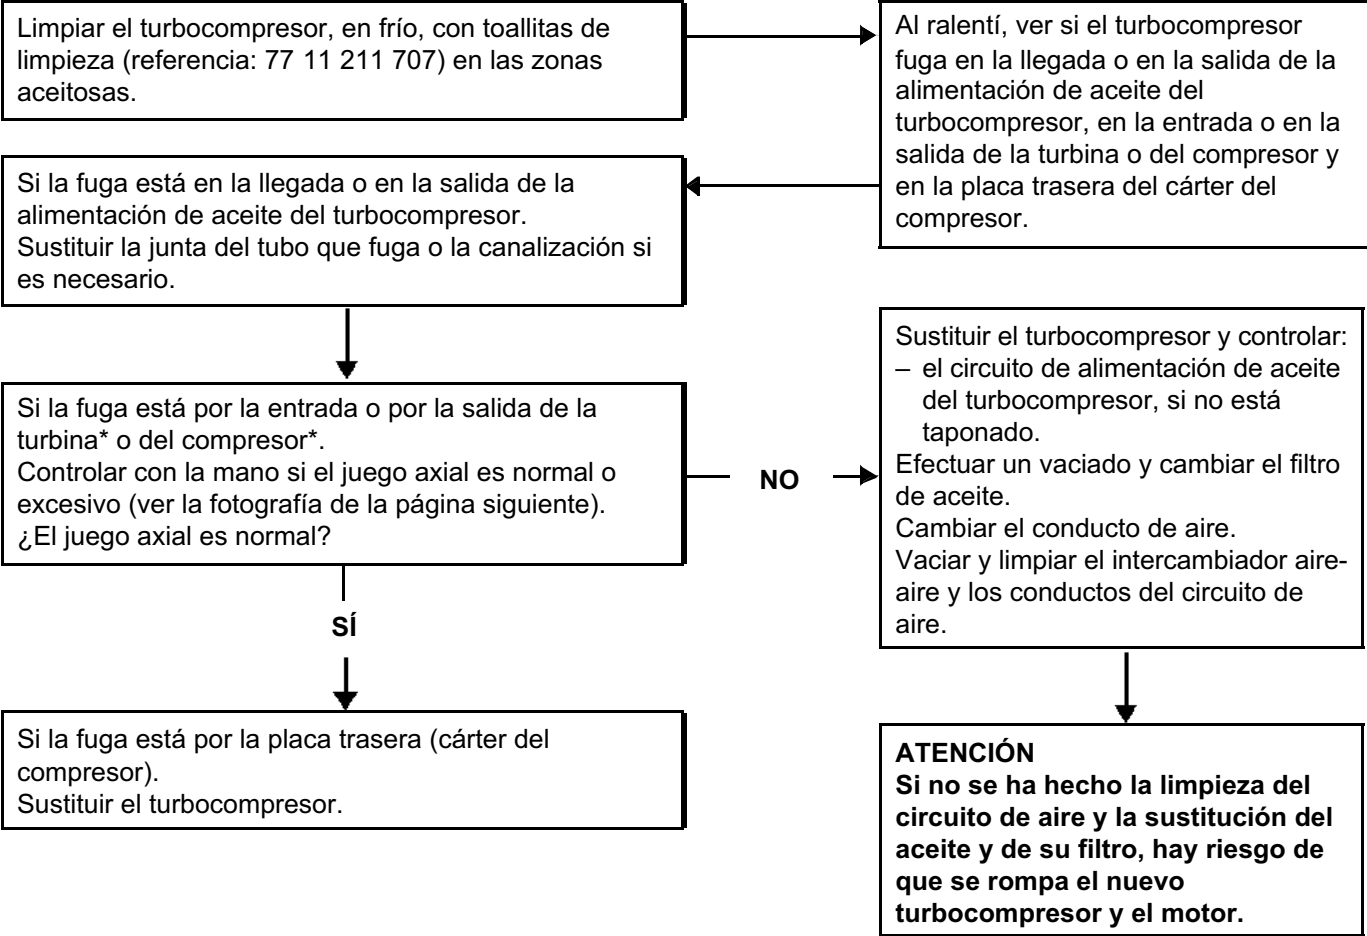 Limpiar el turbocompresor, en frío, con toallitas de
limpieza (referencia: 77 11 211 707) en las zonas
aceitosas.
Al ralentí, ver si el turbocompresor
fuga en la llegada o en la salida de la
alimentación de aceite del
turbocompresor, en la entrada o en la
salida de la turbina o del compresor y
en la placa trasera del cárter del
compresor.
Si la fuga está en la llegada o en la salida de la
alimentación de aceite del turbocompresor.
Sustituir la junta del tubo que fuga o la canalización si
es necesario.
Si la fuga está por la entrada o por la salida de la
turbina* o del compresor*.
Controlar con la mano si el juego axial es normal o
excesivo (ver la fotografía de la página siguiente).
¿El juego axial es normal?
NO
Sustituir el turbocompresor y controlar:
– el circuito de alimentación de aceite
del turbocompresor, si no está
taponado.
Efectuar un vaciado y cambiar el filtro
de aceite.
Cambiar el conducto de aire.
Vaciar y limpiar el intercambiador aire-
aire y los conductos del circuito de
aire.
SÍ
Si la fuga está por la placa trasera (cárter del
compresor).
Sustituir el turbocompresor.
ATENCIÓN
Si no se ha hecho la limpieza del
circuito de aire y la sustitución del
aceite y de su filtro, hay riesgo de
que se rompa el nuevo
turbocompresor y el motor.